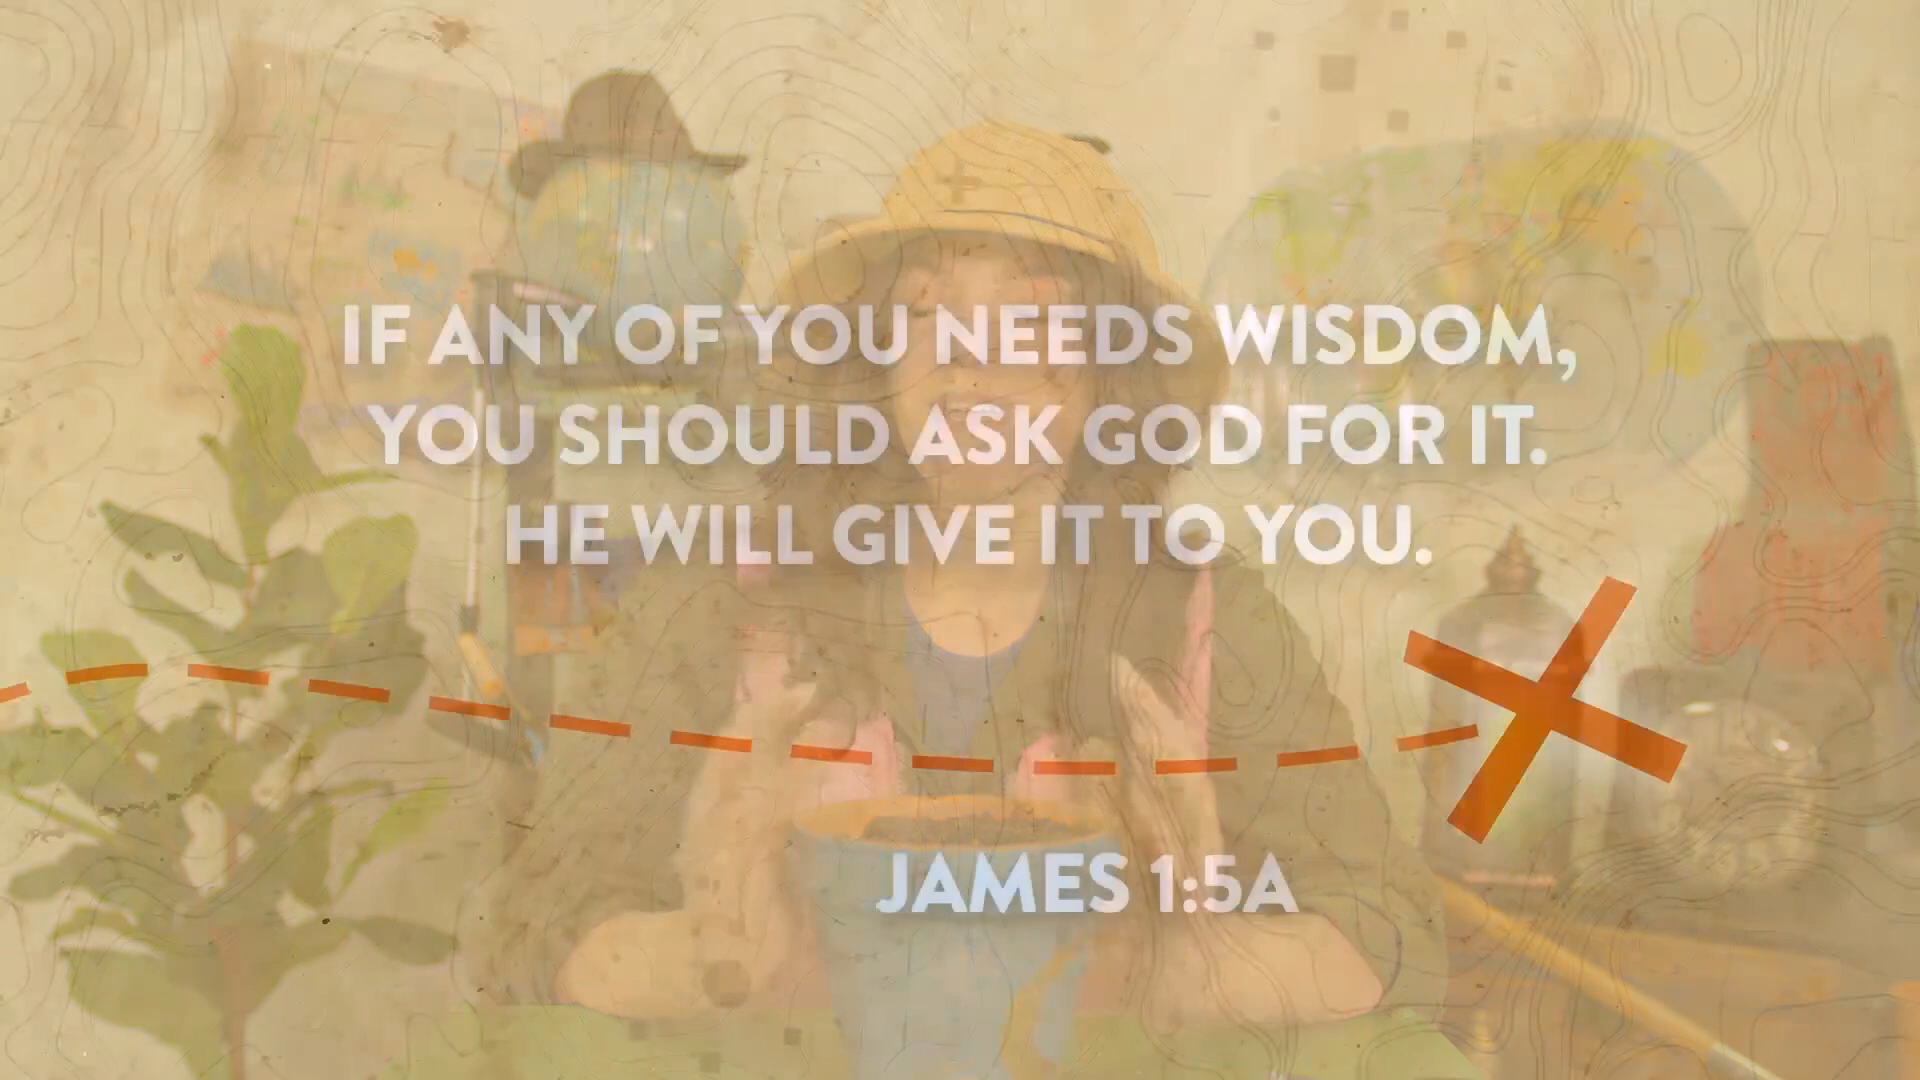 IF ANY OF YOU NEEDS WISDOM,
YOU SHOULD ASK GOD FOR IT.
HE WILL GIVE IT TO YOU.
JAMES 1:5A